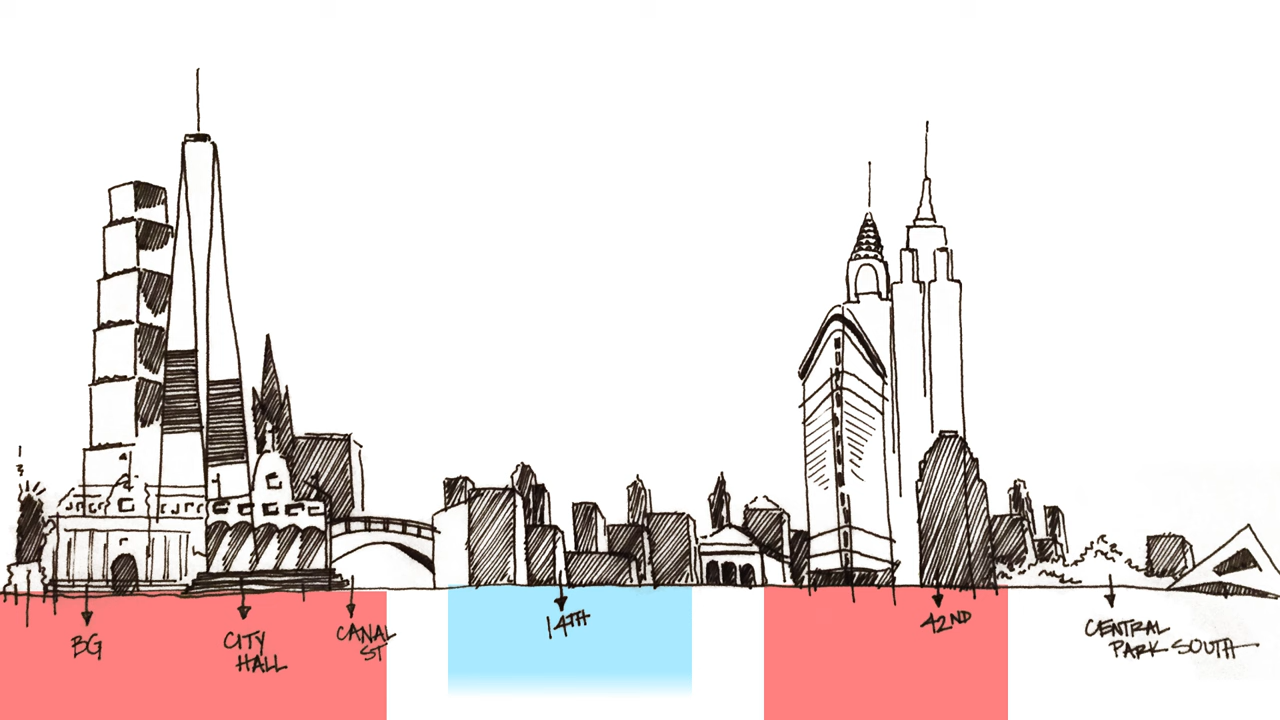 BG
CITY
HALL
CANAL
ST
14TH
42ND
CENTRAL
PARK SOUTH